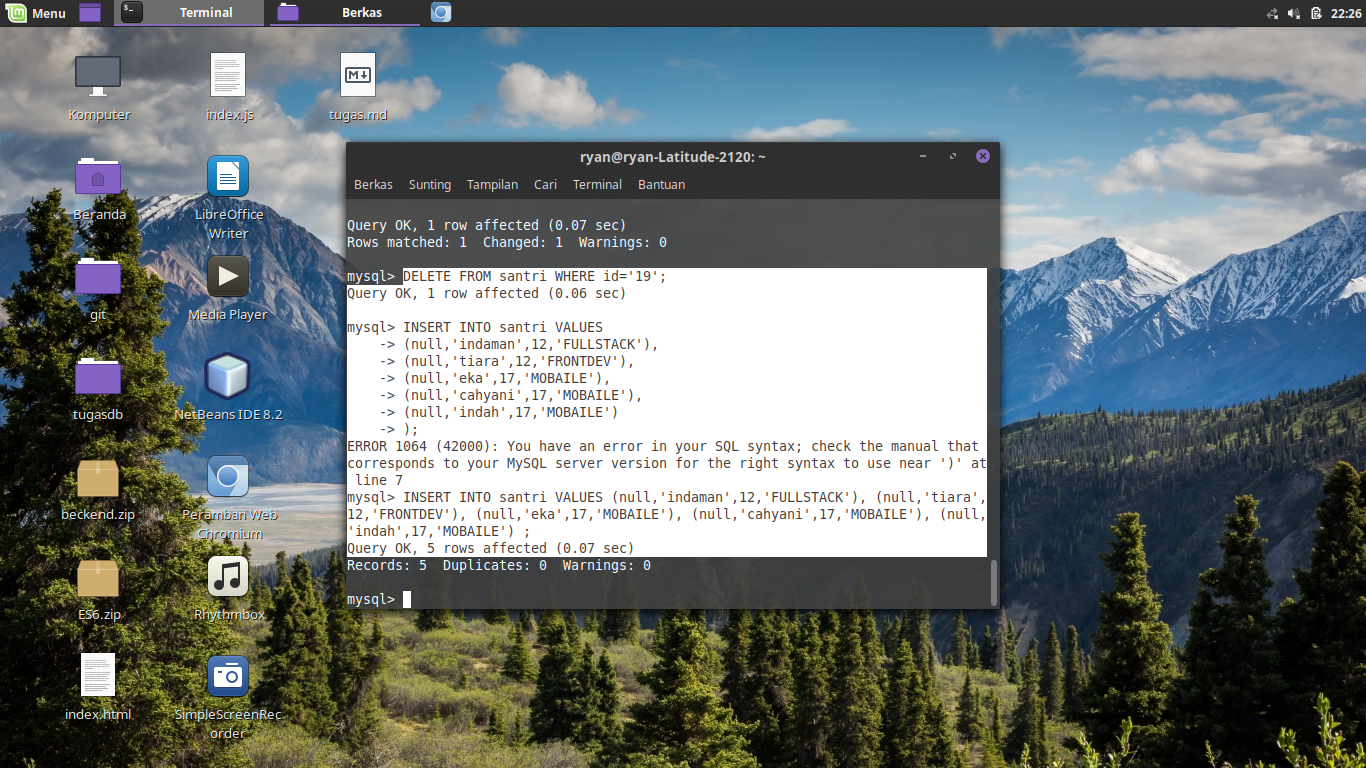 Menu
Terminal
Berkas
22:26
Komputer
index.js
tugas.md
Beranda
LibreOffice
Writer
git
Media Player
tugasdb
NetBeans IDE 8.2
beckend.zip
Peramban Web
Chromium
ES6.zip
Rhythmbox
index.html
SimpleScreenRec
order
ryan@ryan-Latitude-2120: ~
Berkas Sunting Tampilan Cari Terminal Bantuan
Query OK, 1 row affected (0.07 sec)
Rows matched: 1  Changed: 1  Warnings: 0
mysql> DELETE FROM santri WHERE id='19';
Query OK, 1 row affected (0.06 sec)
mysql> INSERT INTO santri VALUES
    -> (null,'indaman',12,'FULLSTACK'),
    -> (null,'tiara',12,'FRONTDEV'),
    -> (null,'eka',17,'MOBAILE'),
    -> (null,'cahyani',17,'MOBAILE'),
    -> (null,'indah',17,'MOBAILE')
    -> );
ERROR 1064 (42000): You have an error in your SQL syntax; check the manual that
corresponds to your MySQL server version for the right syntax to use near ')' at
 line 7
mysql> INSERT INTO santri VALUES (null,'indaman',12,'FULLSTACK'), (null,'tiara',
12,'FRONTDEV'), (null,'eka',17,'MOBAILE'), (null,'cahyani',17,'MOBAILE'), (null,
'indah',17,'MOBAILE') ;
Query OK, 5 rows affected (0.07 sec)
Records: 5  Duplicates: 0  Warnings: 0
mysql>